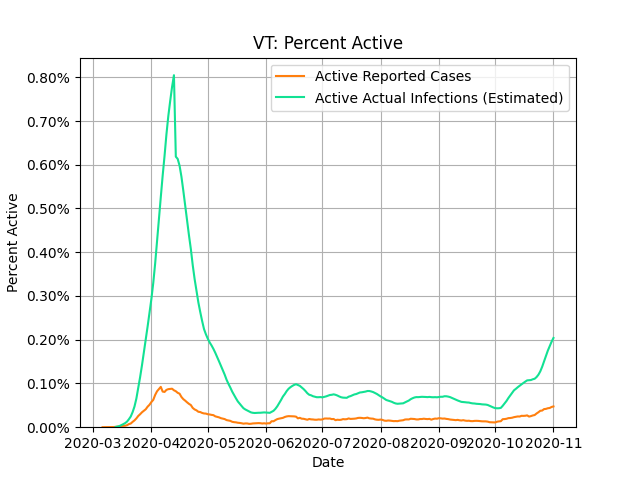 VT: Percent Active
Active Reported Cases
Active Actual Infections (Estimated)
0.80%
0.70%
0.60%
0.50%
0.40%
0.30%
0.20%
0.10%
0.00%
Percent Active
2020-03 2020-04 2020-05 2020-06 2020-07 2020-08 2020-09 2020-10 2020-11
Date